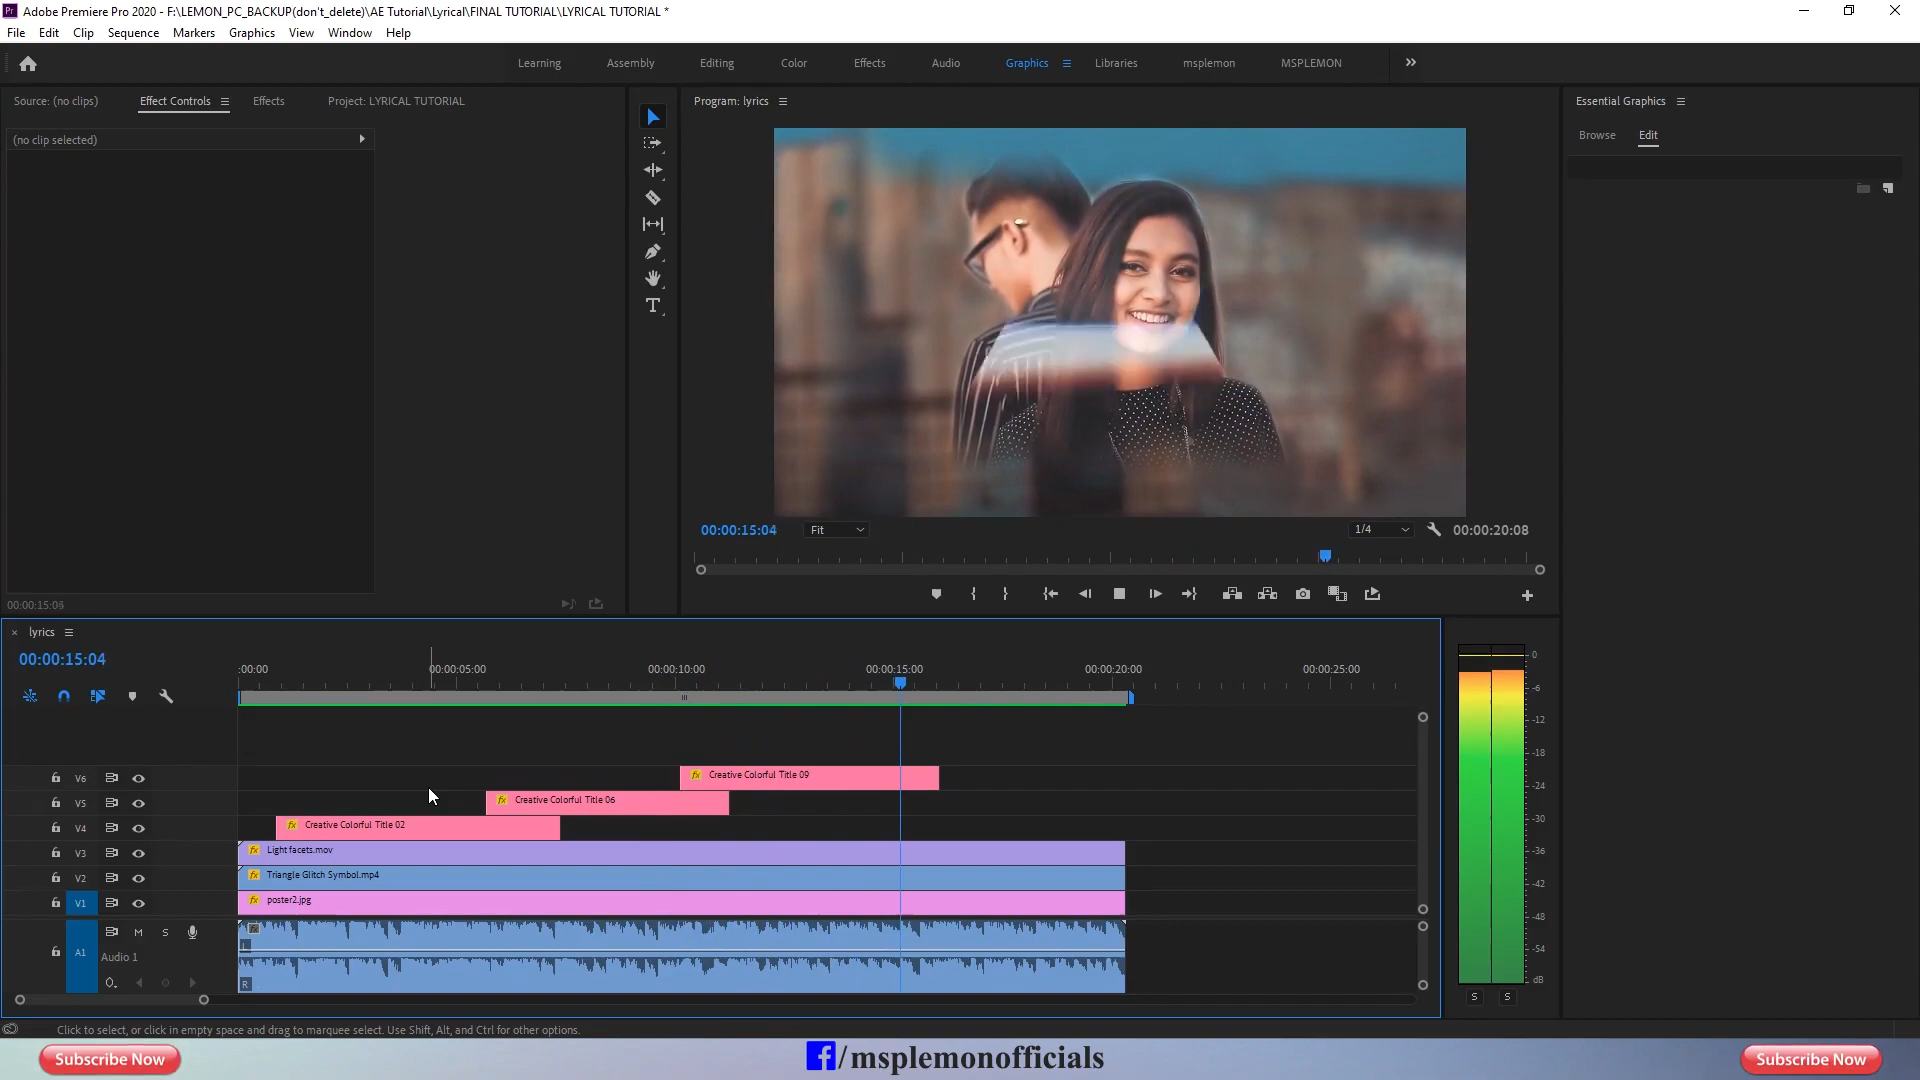 Adobe Premiere Pro 2020 - F:\LEMON_PC_BACKUP(don't_delete)\AE Tutorial\Lyrical\FINAL TUTORIAL\LYRICAL TUTORIAL *
File Edit Clip Sequence Markers Graphics View Window Help
Learning Assembly Editing Color Effects Audio Graphics Libraries msplemon MSPLEMON
Source: (no clips) Effect Controls Effects Project: LYRICAL TUTORIAL
Program: lyrics
Essential Graphics
Browse Edit
(no clip selected)
00:00:15:04 Fit 1/4 00:00:20:08
00:00:15:06
lyrics
00:00:15:04
:00:00 00:00:05:00 00:00:10:00 00:00:15:00 00:00:20:00 00:00:25:00
V6 Creative Colorful Title 09
V5 Creative Colorful Title 06
V4 Creative Colorful Title 02
V3 Light facets.mov
V2 Triangle Glitch Symbol.mp4
V1 poster2.jpg
M S
A1 Audio 1
L
R
0
-6
-12
-18
-24
-30
-36
-42
-48
-54
dB
S S
Click to select, or click in empty space and drag to marquee select. Use Shift, Alt, and Ctrl for other options.
Subscribe Now
f/msplemonofficials
Subscribe Now